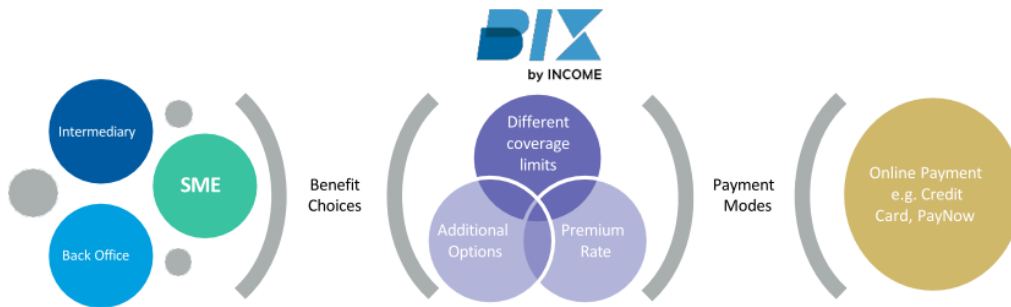 BIX
by INCOME
Intermediary
SME
Back Office
Benefit
Choices
Different
coverage
limits
Additional
Options
Premium
Rate
Payment
Modes
Online Payment
e.g. Credit
Card, PayNow